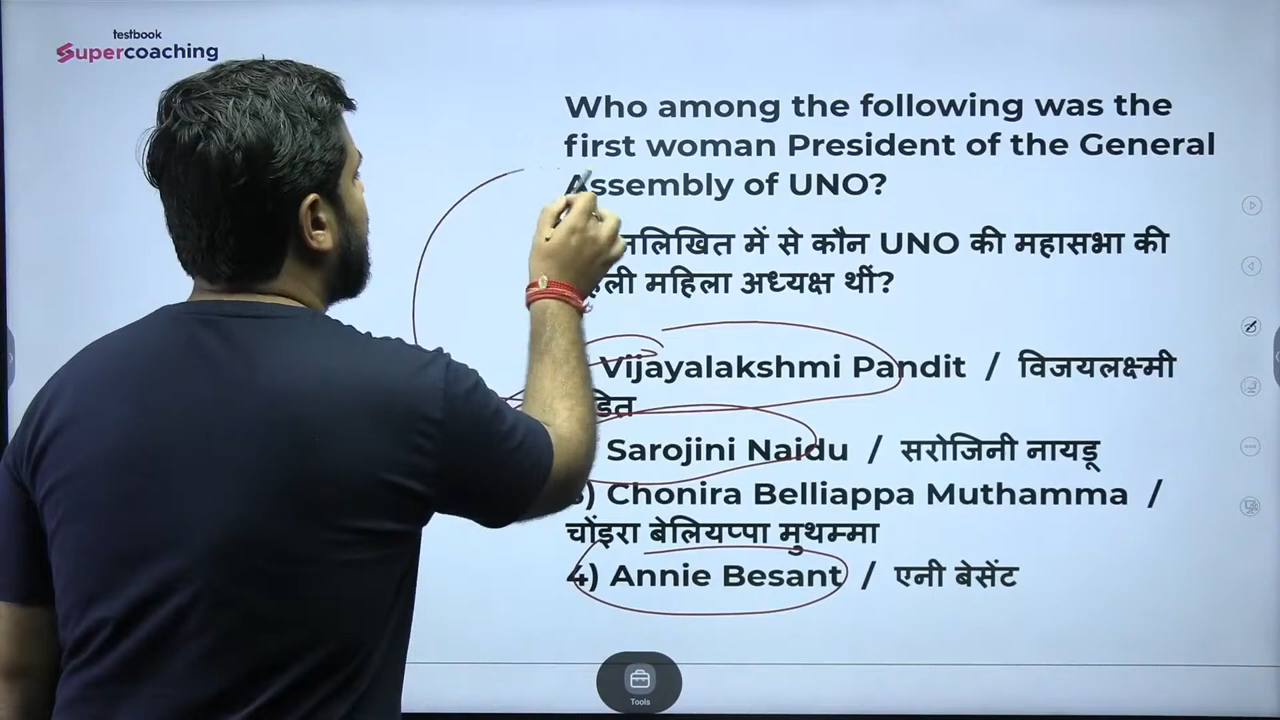 testbook
Supercoaching
Who among the following was the
first woman President of the General
Assembly of UNO?
में से कौन UNO की महासभा की
महिला अध्यक्ष थीं?
Vijayalakshmi Pandit / विजयलक्ष्मी
Sarojini Naidu / सरोजिनी नायडू
3) Chonira Belliappa Muthamma /
चोंइरा बेलियप्पा मुथम्मा
4) Annie Besant / एनी बेसेंट
Tools